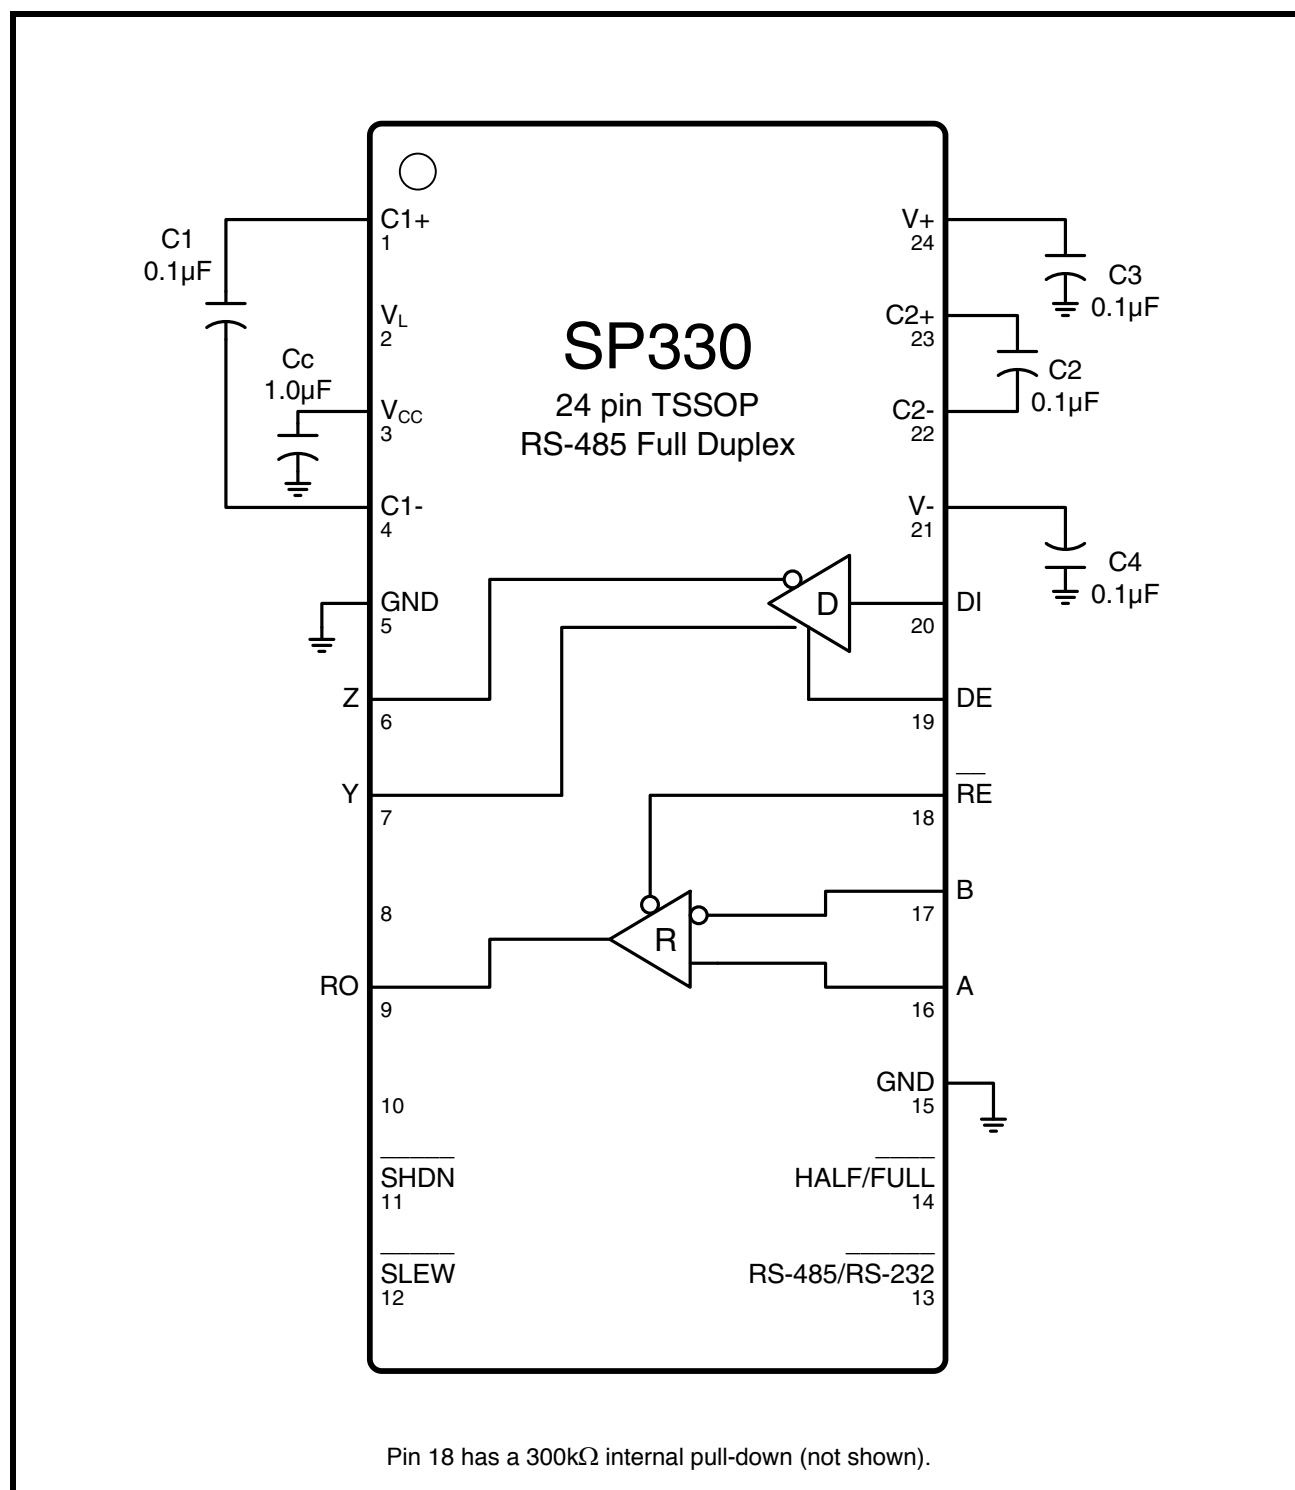 C1+
1
C1
0.1µF
VL
2
Cc
1.0µF
VCC
3
C1-
4
GND
5
Z
6
Y
7
8
RO
9
10
SHDN
11
SLEW
12
SP330
24 pin TSSOP
RS-485 Full Duplex
D
R
V+
24
C3
0.1µF
C2+
23
C2
0.1µF
C2-
22
V-
21
C4
0.1µF
DI
20
DE
19
RE
18
B
17
A
16
GND
15
HALF/FULL
14
RS-485/RS-232
13
Pin 18 has a 300kΩ internal pull-down (not shown).